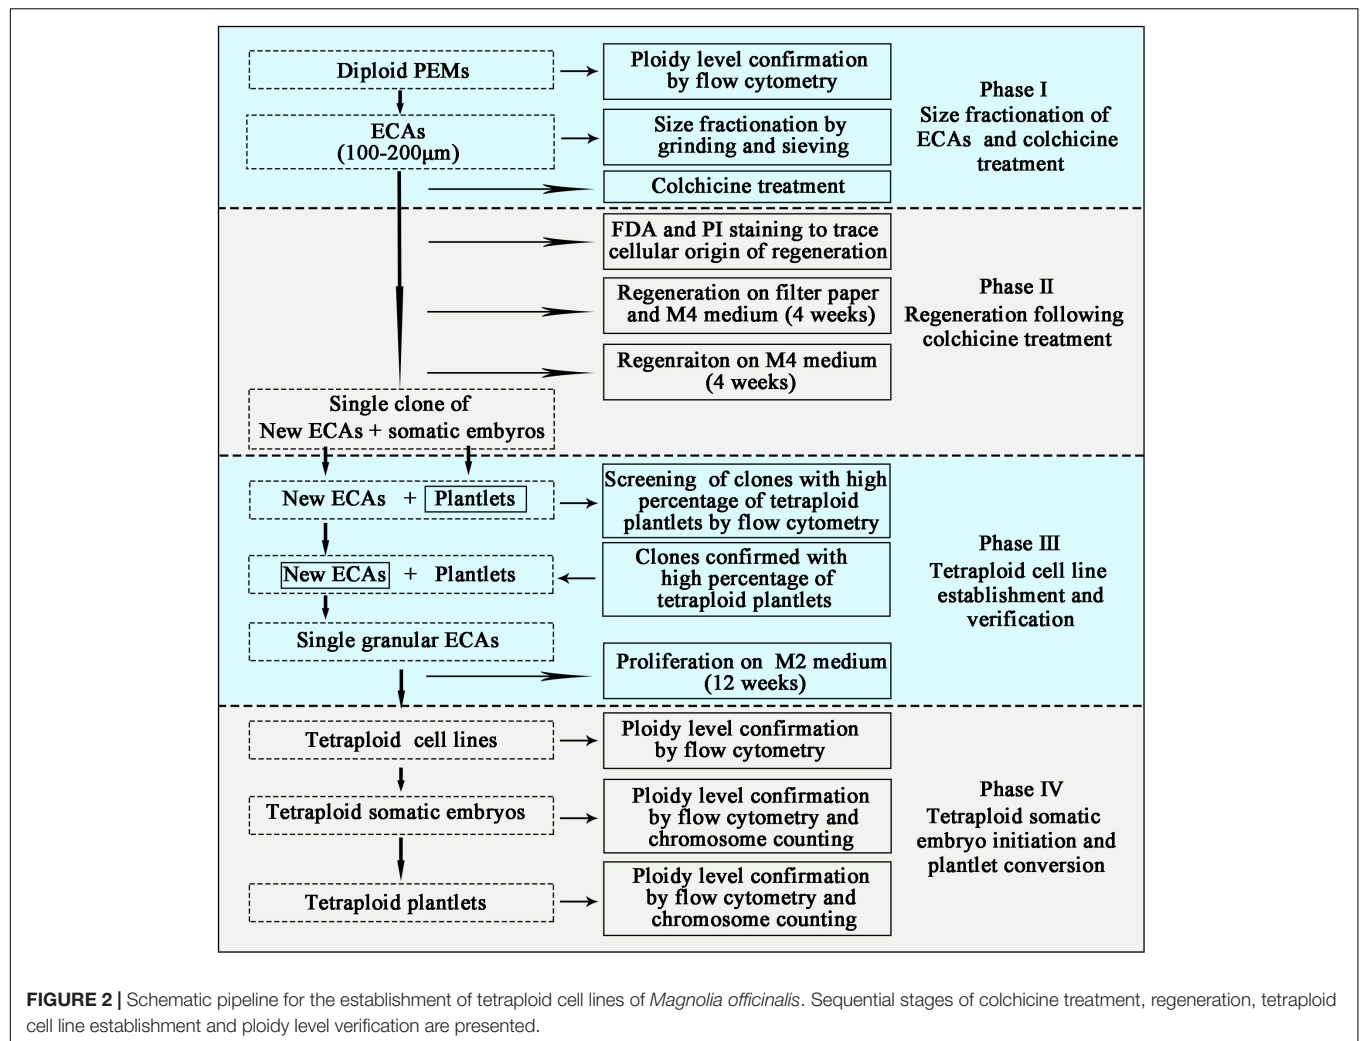 Diploid PEMs
Ploidy level confirmation
by flow cytometry
ECAs
(100-200μm)
Size fractionation by
grinding and sieving
Colchicine treatment
Phase I
Size fractionation of
ECAs and colchicine
treatment
FDA and PI staining to trace
cellular origin of regeneration
Regeneration on filter paper
and M4 medium (4 weeks)
Regenraiton on M4 medium
(4 weeks)
Single clone of
New ECAs + somatic embyros
Phase II
Regeneration following
colchicine treatment
New ECAs + Plantlets
Screening of clones with high
percentage of tetraploid
plantlets by flow cytometry
New ECAs + Plantlets
Clones confirmed with
high percentage of
tetraploid plantlets
Single granular ECAs
Proliferation on M2 medium
(12 weeks)
Phase III
Tetraploid cell line
establishment and
verification
Tetraploid cell lines
Ploidy level confirmation
by flow cytometry
Tetraploid somatic embryos
Ploidy level confirmation
by flow cytometry and
chromosome counting
Tetraploid plantlets
Ploidy level confirmation
by flow cytometry and
chromosome counting
Phase IV
Tetraploid somatic
embryo initiation and
plantlet conversion
FIGURE 2 | Schematic pipeline for the establishment of tetraploid cell lines of Magnolia officinalis. Sequential stages of colchicine treatment, regeneration, tetraploid
cell line establishment and ploidy level verification are presented.